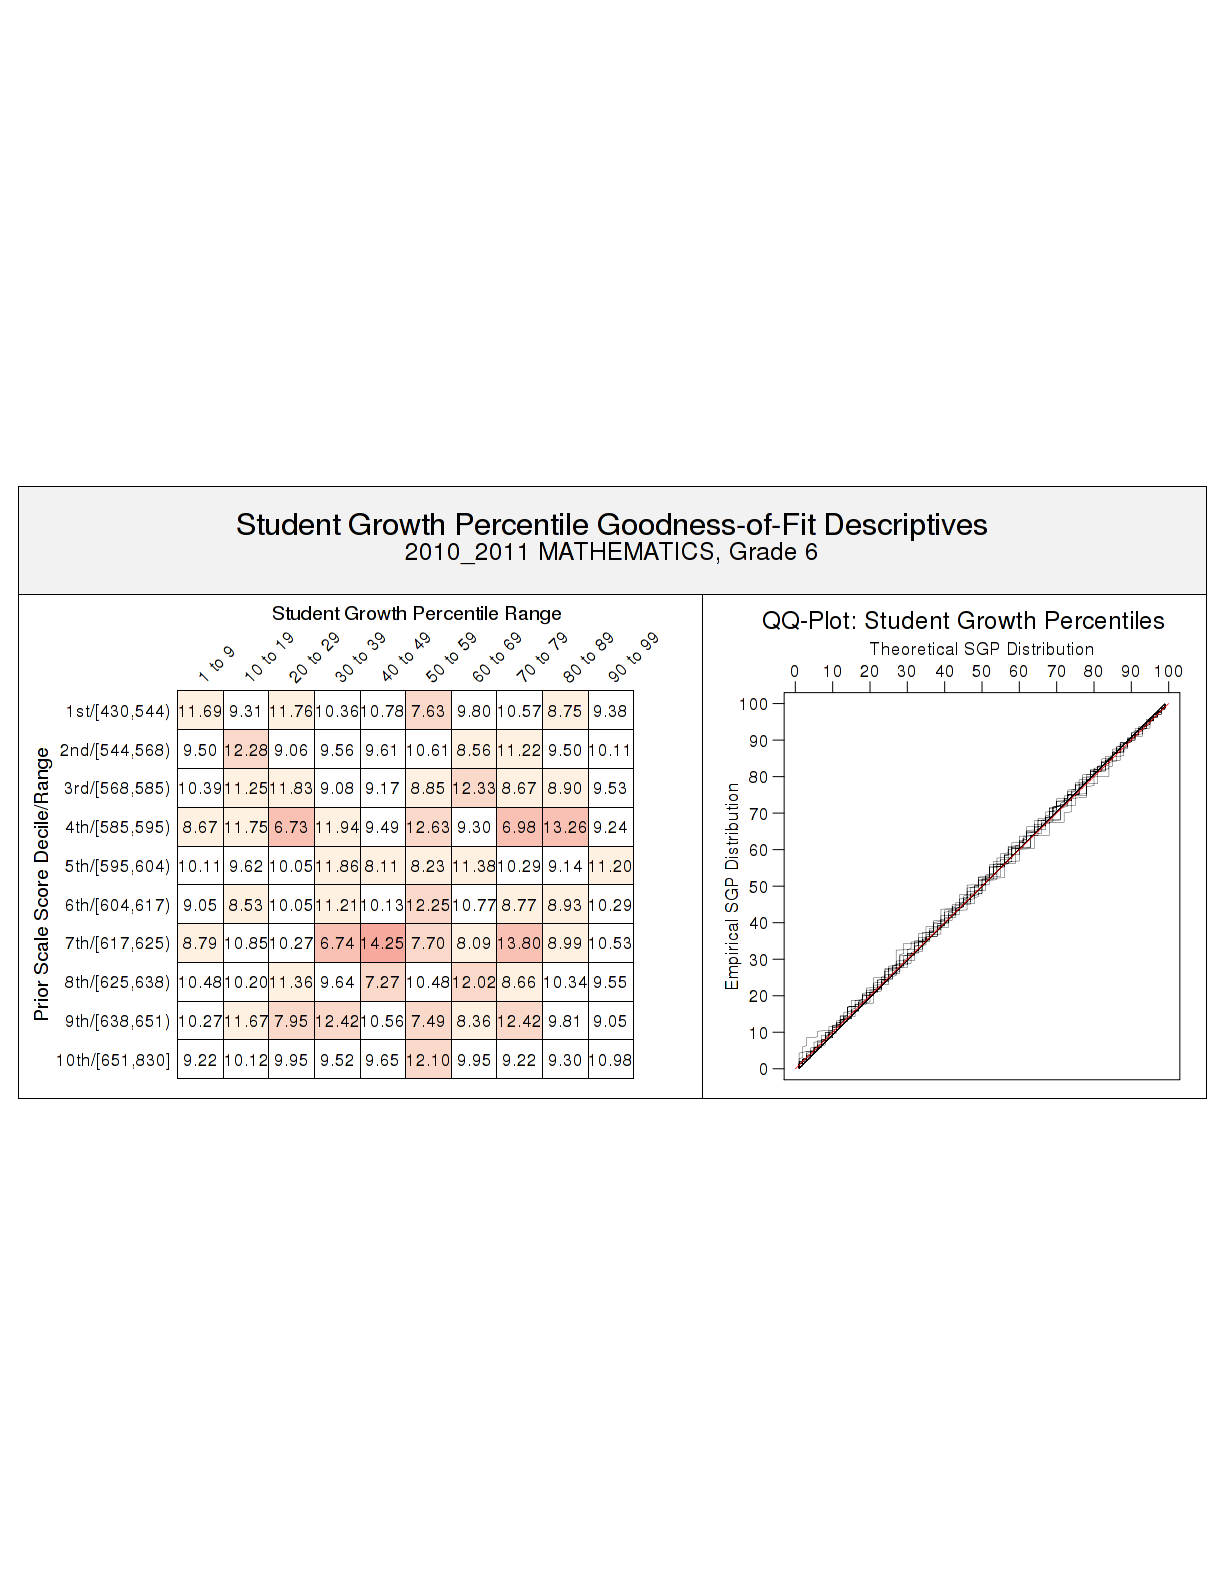 Student Growth Percentile Goodness-of-Fit Descriptives
2010_2011 MATHEMATICS, Grade 6
Student Growth Percentile Range
1 to 9 10 to 19 20 to 29 30 to 39 40 to 49 50 to 59 60 to 69 70 to 79 80 to 89 90 to 99
Prior Scale Score Decile/Range
1st/[430,544) 11.69 9.31 11.76 10.36 10.78 7.63 9.80 10.57 8.75 9.38
2nd/[544,568) 9.50 12.28 9.06 9.56 9.61 10.61 8.56 11.22 9.50 10.11
3rd/[568,585) 10.39 11.25 11.83 9.08 9.17 8.85 12.33 8.67 8.90 9.53
4th/[585,595) 8.67 11.75 6.73 11.94 9.49 12.63 9.30 6.98 13.26 9.24
5th/[595,604) 10.11 9.62 10.05 11.86 8.11 8.23 11.38 10.29 9.14 11.20
6th/[604,617) 9.05 8.53 10.05 11.21 10.13 12.25 10.77 8.77 8.93 10.29
7th/[617,625) 8.79 10.85 10.27 6.74 14.25 7.70 8.09 13.80 8.99 10.53
8th/[625,638) 10.48 10.20 11.36 9.64 7.27 10.48 12.02 8.66 10.34 9.55
9th/[638,651) 10.27 11.67 7.95 12.42 10.56 7.49 8.36 12.42 9.81 9.05
10th/[651,830] 9.22 10.12 9.95 9.52 9.65 12.10 9.95 9.22 9.30 10.98
QQ-Plot: Student Growth Percentiles
Theoretical SGP Distribution
0 10 20 30 40 50 60 70 80 90 100
Empirical SGP Distribution
100
90
80
70
60
50
40
30
20
10
0